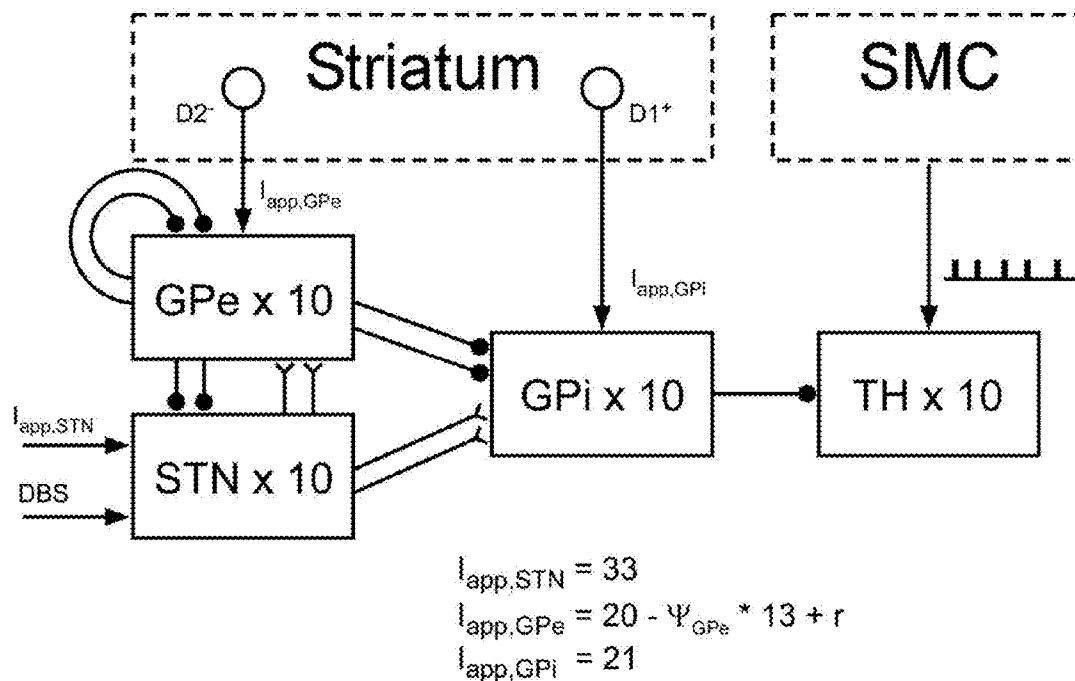 Striatum
SMC
D2⁻
D1⁺
I_app,GPe
I_app,GPi
GPe x 10
GPi x 10
TH x 10
I_app,STN
STN x 10
DBS
I_app,STN = 33
I_app,GPe = 20 - Ψ_GPe * 13 + r
I_app,GPi = 21